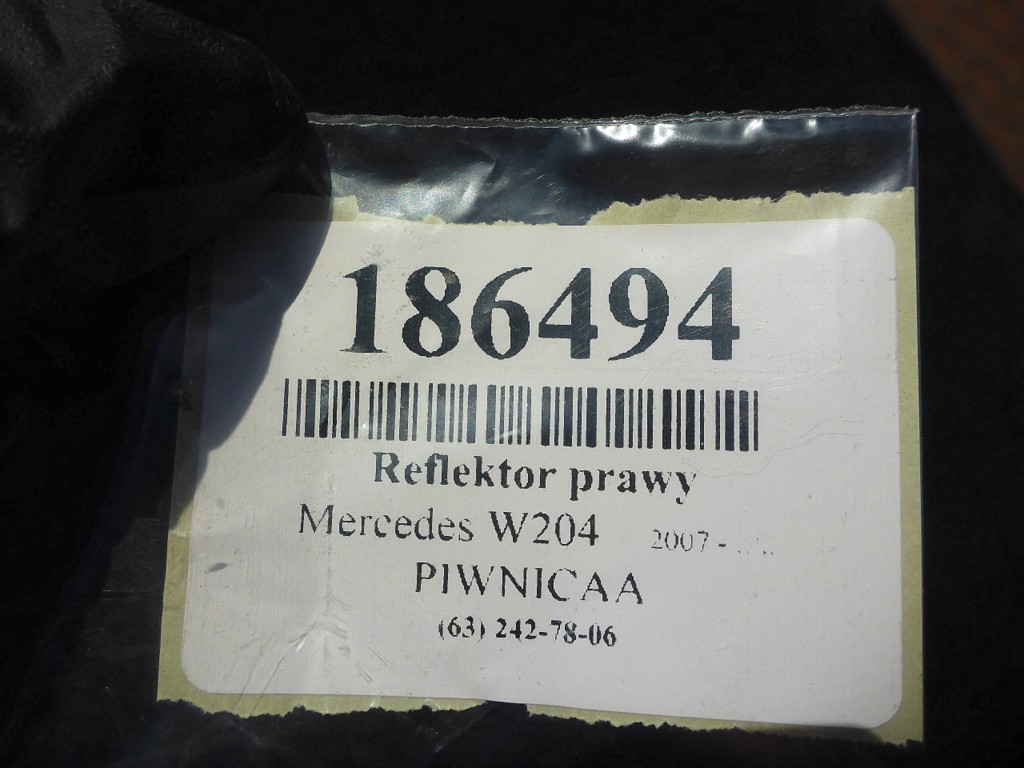 186494
Reflektor prawy
Mercedes W204 2007 -
PIWNICAA
(63) 242-78-06